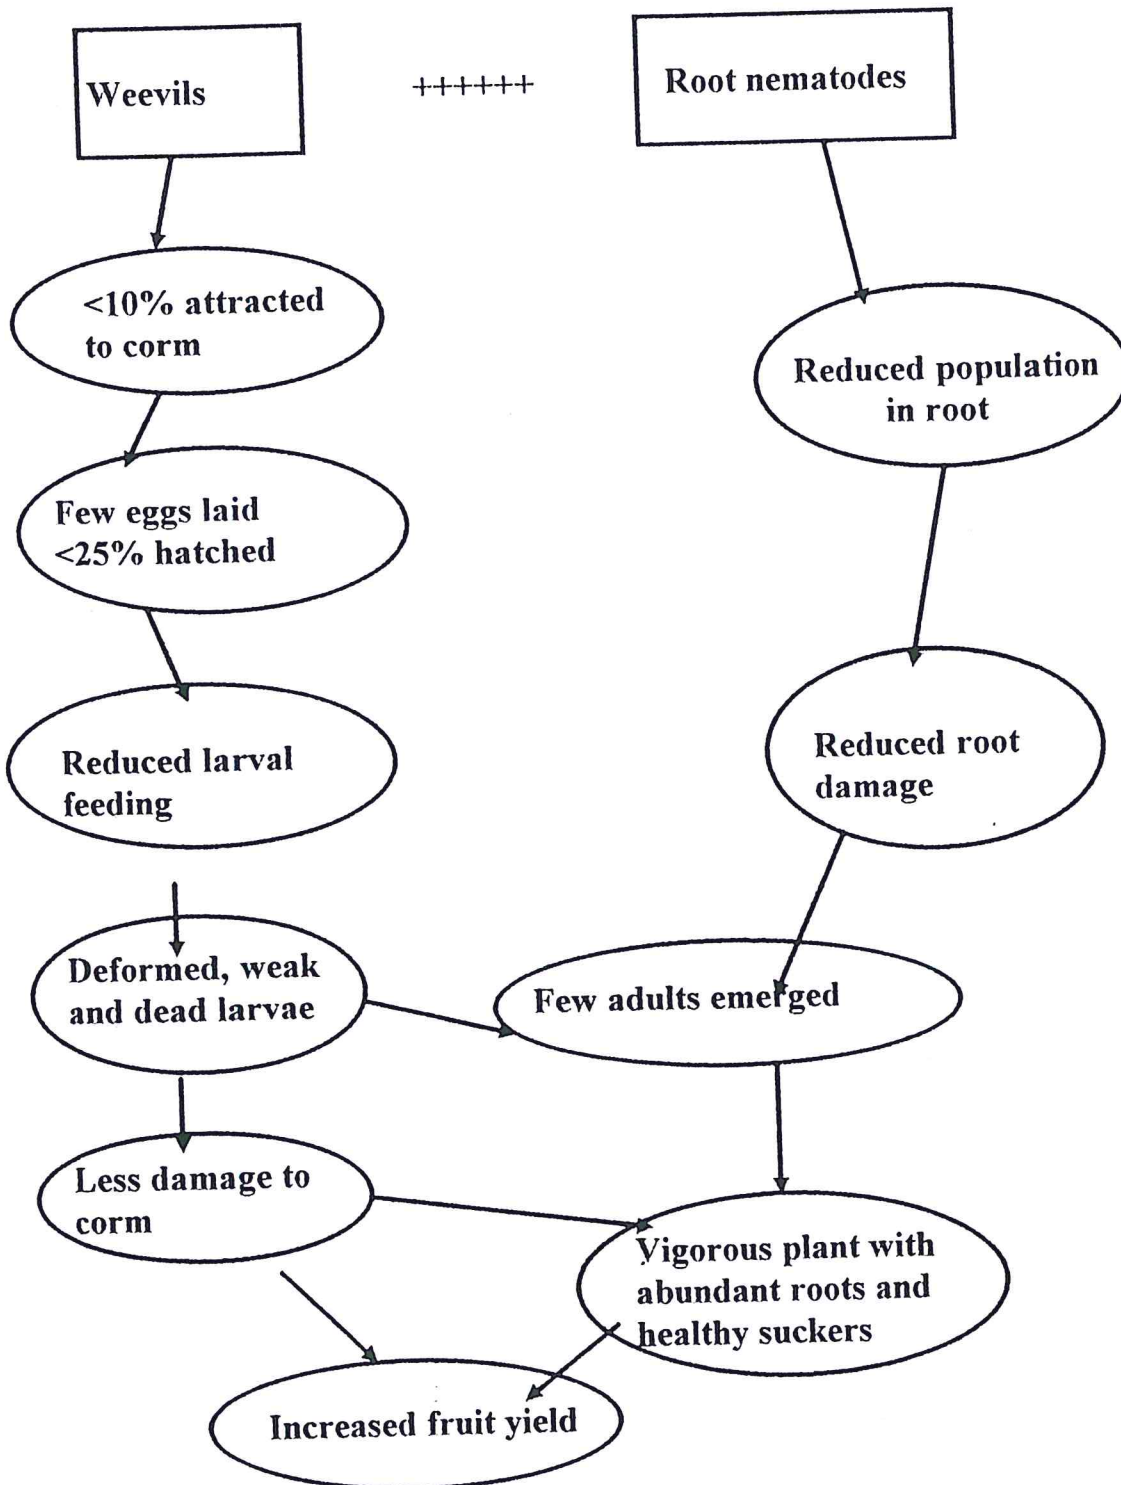 Weevils
++++++
Root nematodes
<10% attracted
to corm
Reduced population
in root
Few eggs laid
<25% hatched
Reduced larval
feeding
Reduced root
damage
Deformed, weak
and dead larvae
Few adults emerged
Less damage to
corm
Vigorous plant with
abundant roots and
healthy suckers
Increased fruit yield